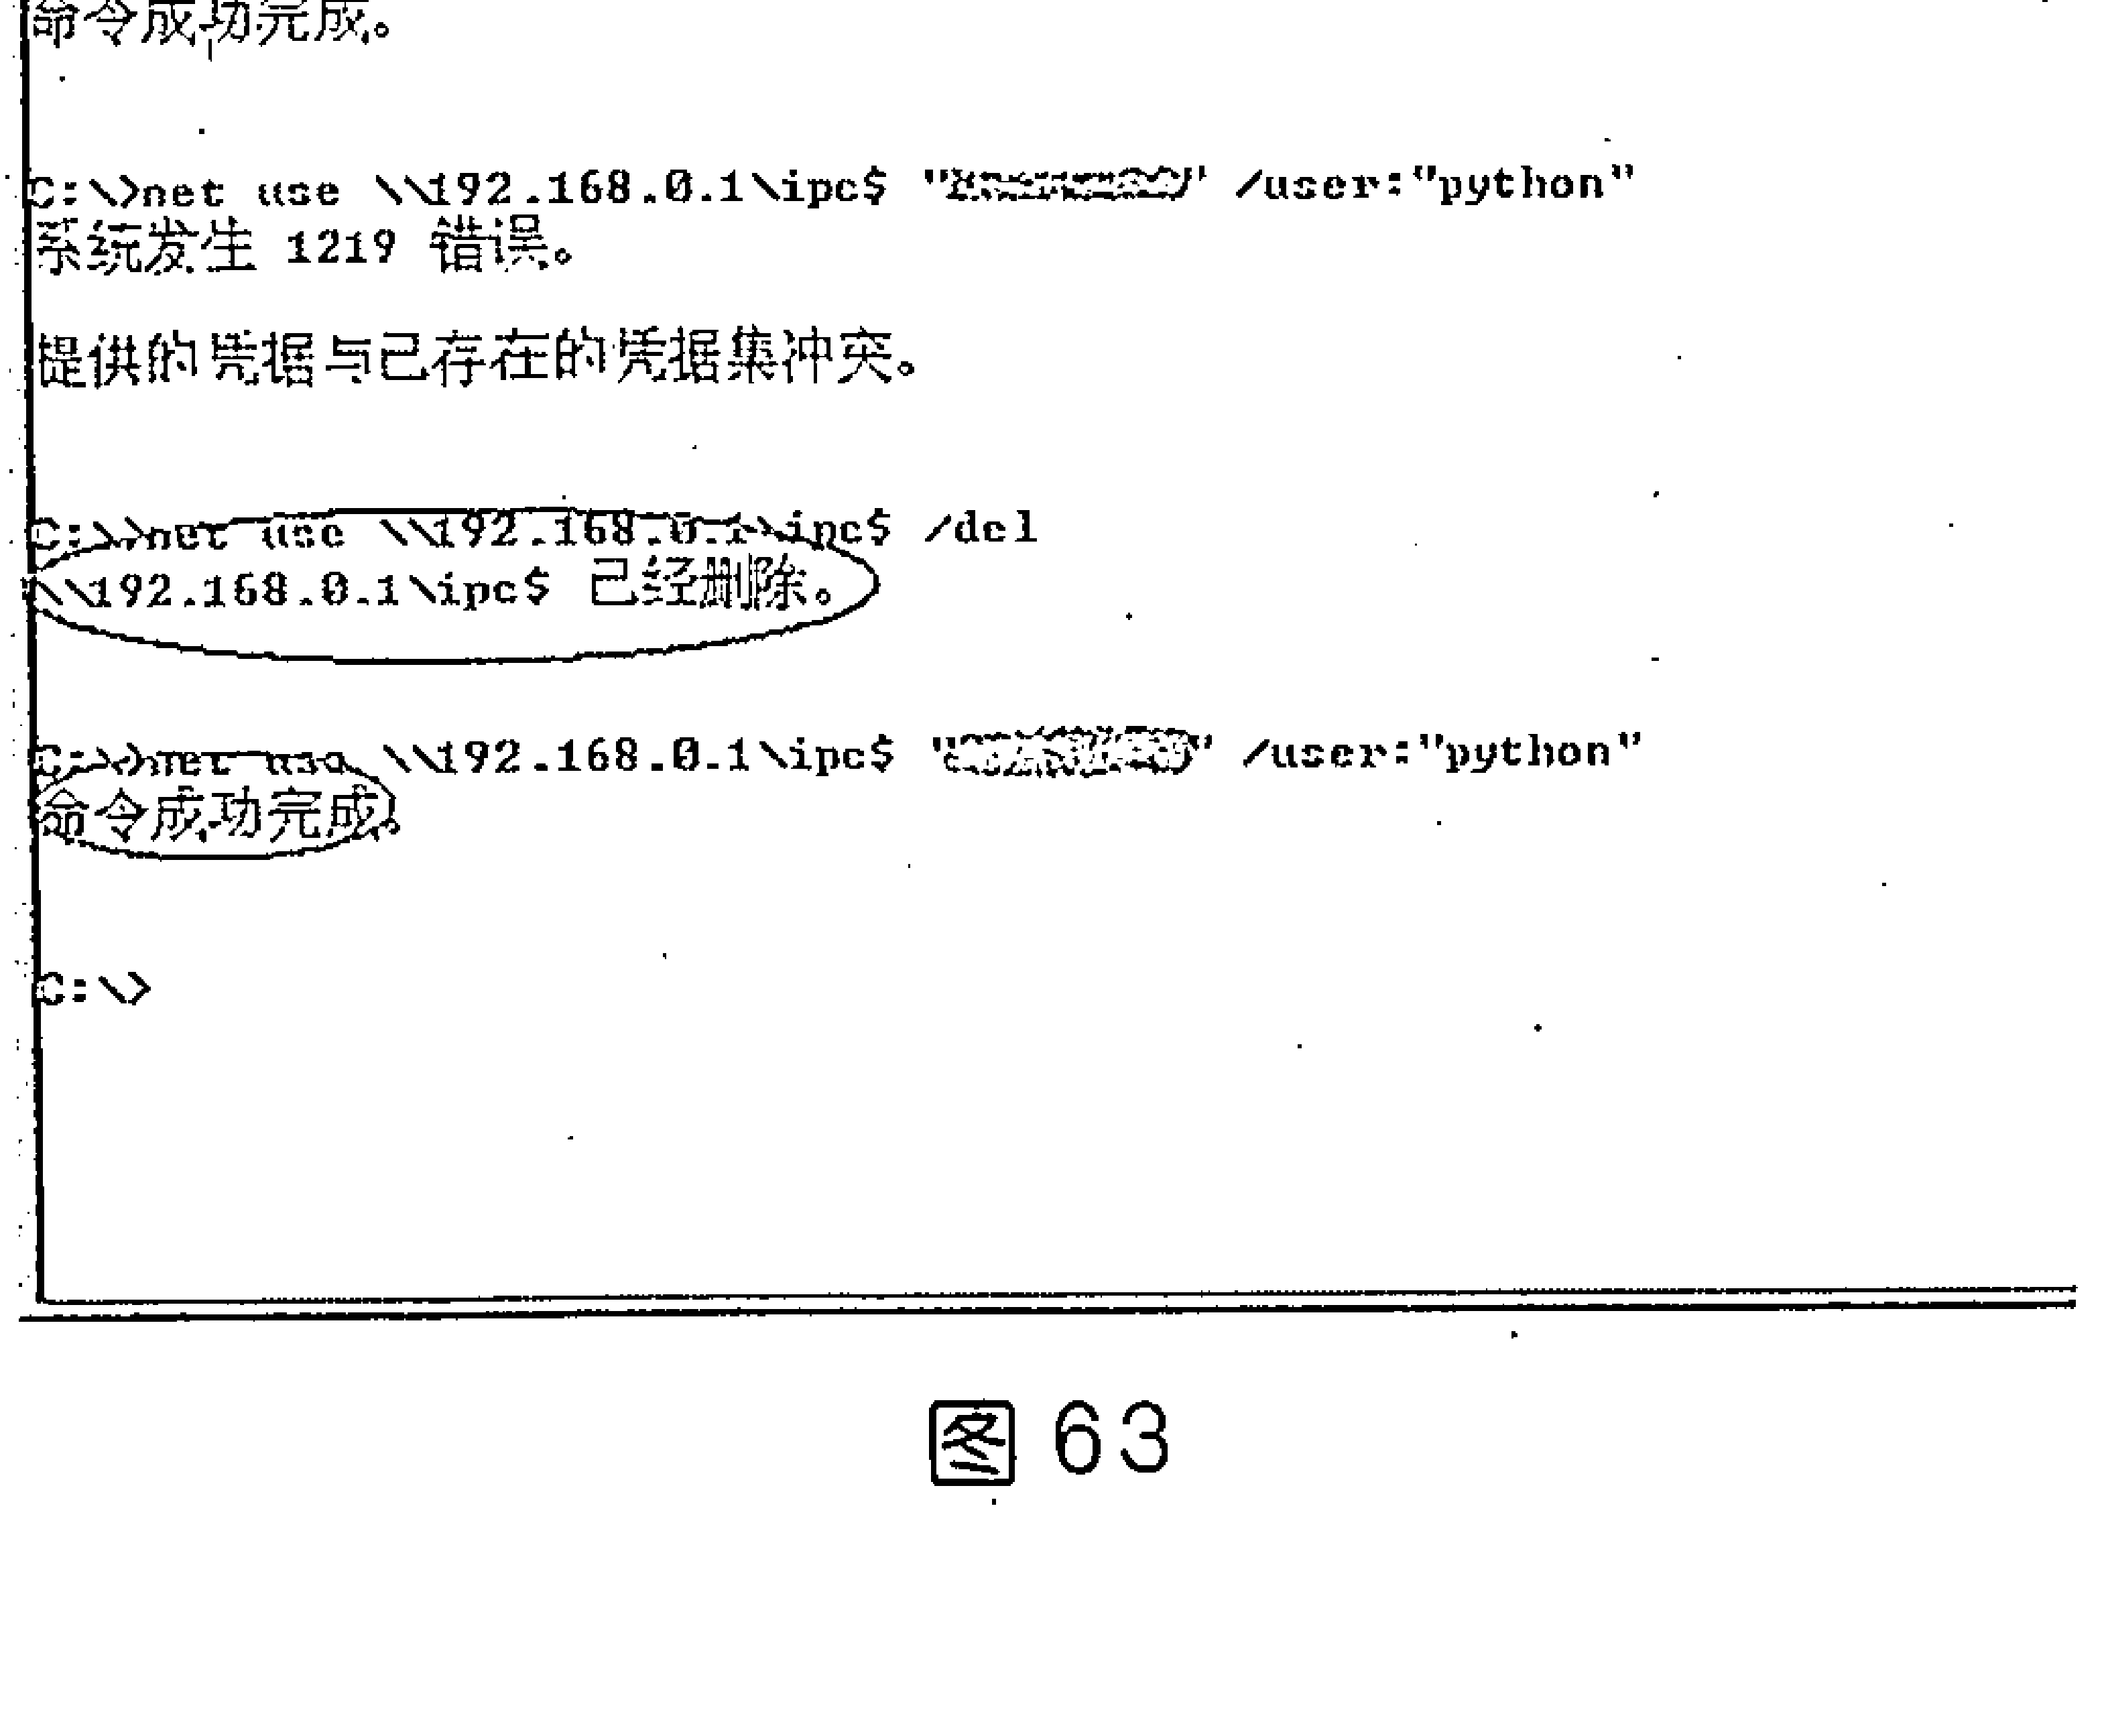 命令成功完成。
C:\>net use \\192.168.0.1\ipc$ "" /user:"python"
系统发生 1219 错误。
提供的凭据与已存在的凭据集冲突。
C:\>net use \\192.168.0.1\ipc$ /del
\\192.168.0.1\ipc$ 已经删除。
C:\>net use \\192.168.0.1\ipc$ "" /user:"python"
命令成功完成。
C:\>
图 63